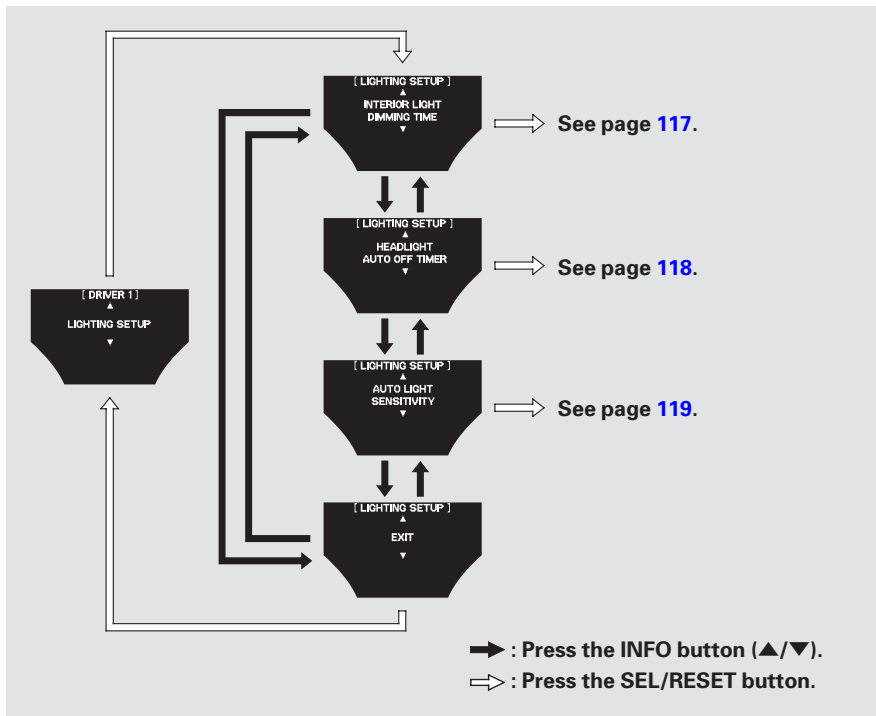 [ LIGHTING SETUP ]
▲
INTERIOR LIGHT
DIMMING TIME
▼
See page 117.
[ LIGHTING SETUP ]
▲
HEADLIGHT
AUTO OFF TIMER
▼
See page 118.
[ DRIVER 1 ]
▲
LIGHTING SETUP
▼
[ LIGHTING SETUP ]
▲
AUTO LIGHT
SENSITIVITY
▼
See page 119.
[ LIGHTING SETUP ]
▲
EXIT
▼
: Press the INFO button (▲/▼).
: Press the SEL/RESET button.